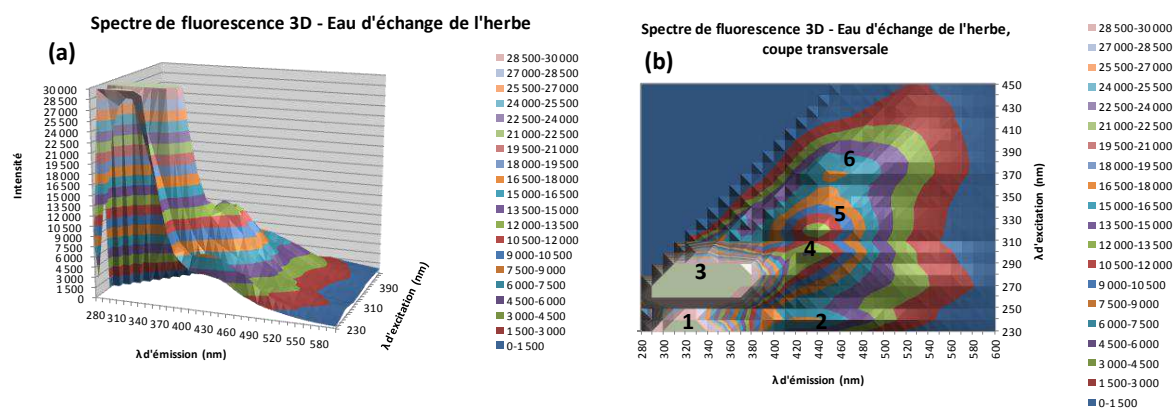 Spectre de fluorescence 3D - Eau d'échange de l'herbe
(a)
Intensité
30 000
28 500
27 000
25 500
24 000
22 500
21 000
19 500
18 000
16 500
15 000
13 500
12 000
10 500
9 000
7 500
6 000
4 500
3 000
1 500
0
280 310 340 370 400 430 460 490 520 550 580
λ d'émission (nm)
230
310
390
λ d'excitation (nm)
28 500-30 000
27 000-28 500
25 500-27 000
24 000-25 500
22 500-24 000
21 000-22 500
19 500-21 000
18 000-19 500
16 500-18 000
15 000-16 500
13 500-15 000
12 000-13 500
10 500-12 000
9 000-10 500
7 500-9 000
6 000-7 500
4 500-6 000
3 000-4 500
1 500-3 000
0-1 500
Spectre de fluorescence 3D - Eau d'échange de l'herbe,
coupe transversale
(b)
6
5
4
3
1
2
450
430
410
390
370
350
330
310
290
270
250
230
λ d'excitation (nm)
280 300 320 340 360 380 400 420 440 460 480 500 520 540 560 580 600
λ d'émission (nm)
28 500-30 000
27 000-28 500
25 500-27 000
24 000-25 500
22 500-24 000
21 000-22 500
19 500-21 000
18 000-19 500
16 500-18 000
15 000-16 500
13 500-15 000
12 000-13 500
10 500-12 000
9 000-10 500
7 500-9 000
6 000-7 500
4 500-6 000
3 000-4 500
1 500-3 000
0-1 500